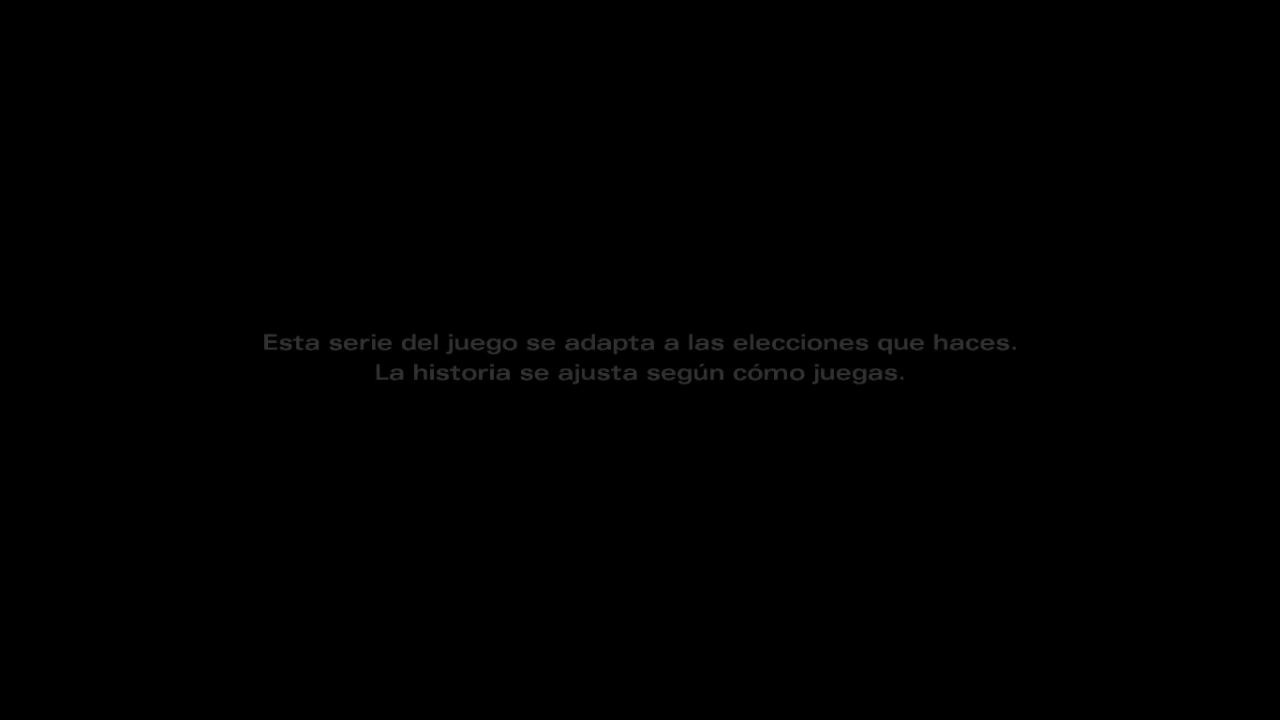 Esta serie del juego se adapta a las elecciones que haces.
La historia se ajusta según cómo juegas.